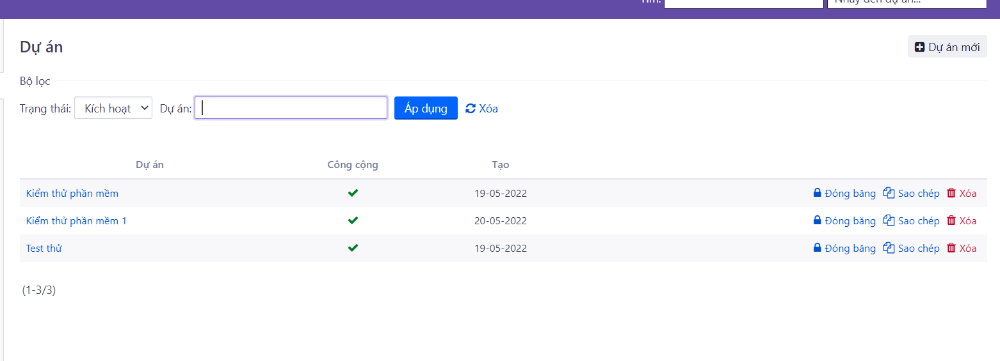 Dự án
Dự án mới
Bộ lọc
Trạng thái: Kích hoạt Dự án: Áp dụng Xóa
Dự án Công cộng Tạo
Kiểm thử phần mềm 19-05-2022 Đóng băng Sao chép Xóa
Kiểm thử phần mềm 1 20-05-2022 Đóng băng Sao chép Xóa
Test thử 19-05-2022 Đóng băng Sao chép Xóa
(1-3/3)